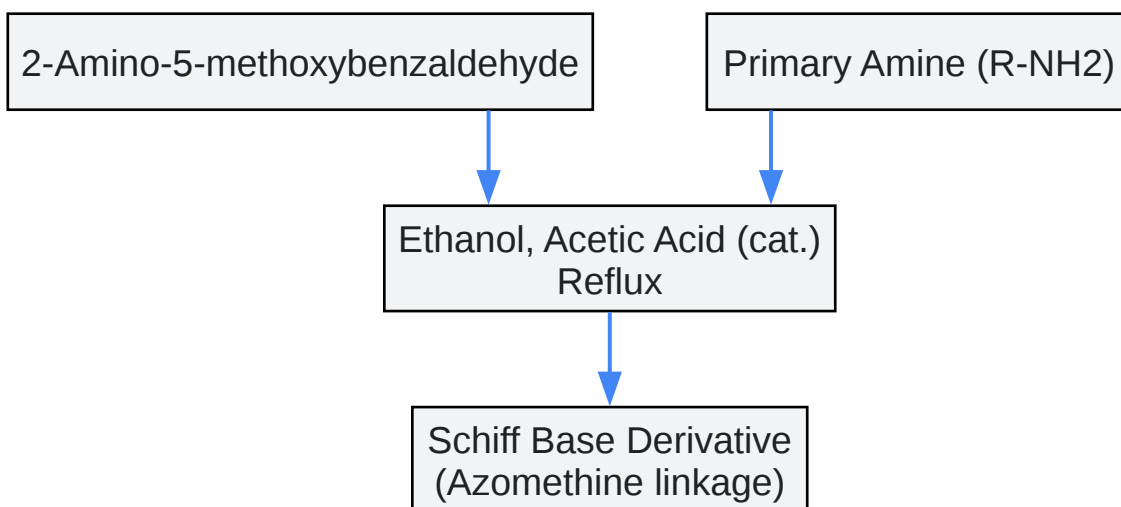 2-Amino-5-methoxybenzaldehyde
Primary Amine (R-NH2)
Ethanol, Acetic Acid (cat.)
Reflux
Schiff Base Derivative
(Azomethine linkage)